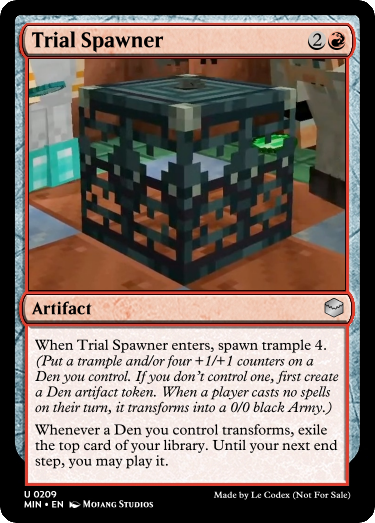 Trial Spawner 2
Artifact
When Trial Spawner enters, spawn trample 4.
(Put a trample and/or four +1/+1 counters on a
Den you control. If you don't control one, first create
a Den artifact token. When a player casts no spells
on their turn, it transforms into a 0/0 black Army.)
Whenever a Den you control transforms, exile
the top card of your library. Until your next end
step, you may play it.
U 0209
MIN • EN Mojang Studios
Made by Le Codex (Not For Sale)